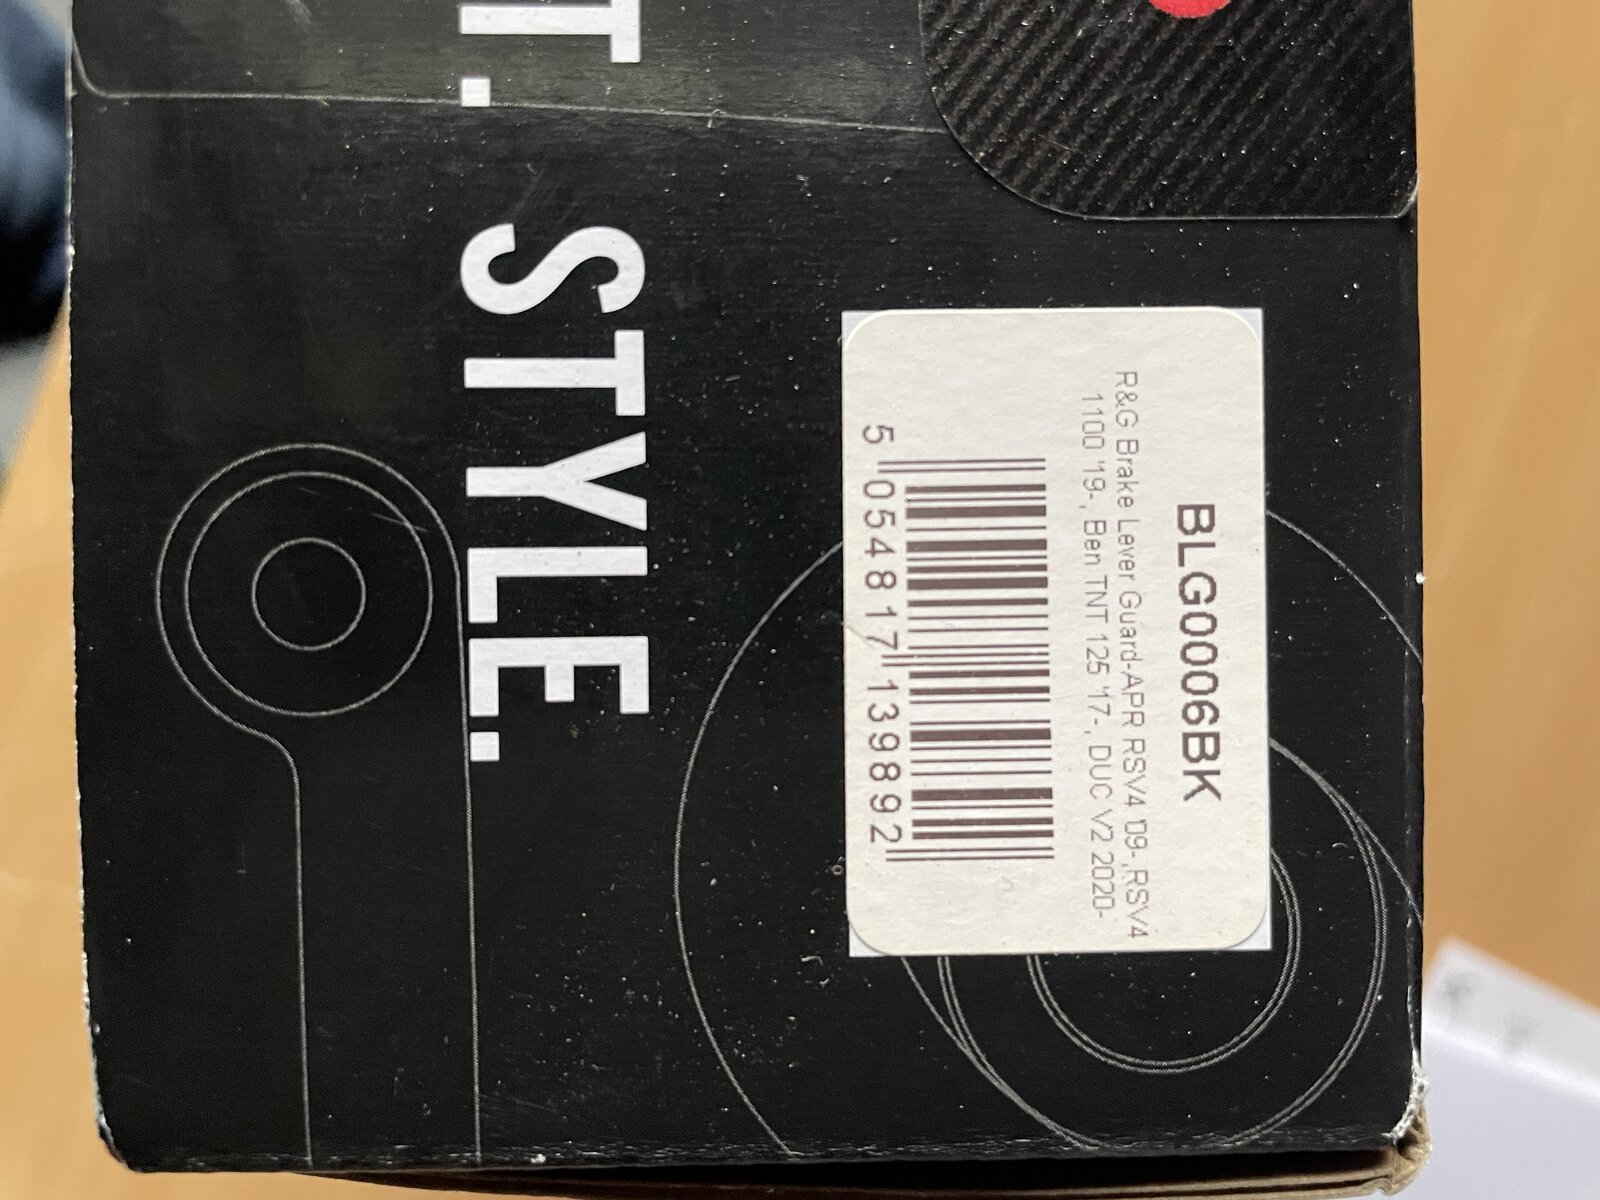 T. STYLE.
BLG0006BK
R&G Brake Lever Guard-APR RSV4 '09-,RSV4
1100 '19-, Ben TNT 125 '17-, DUC V2 2020-
5 054817 139892